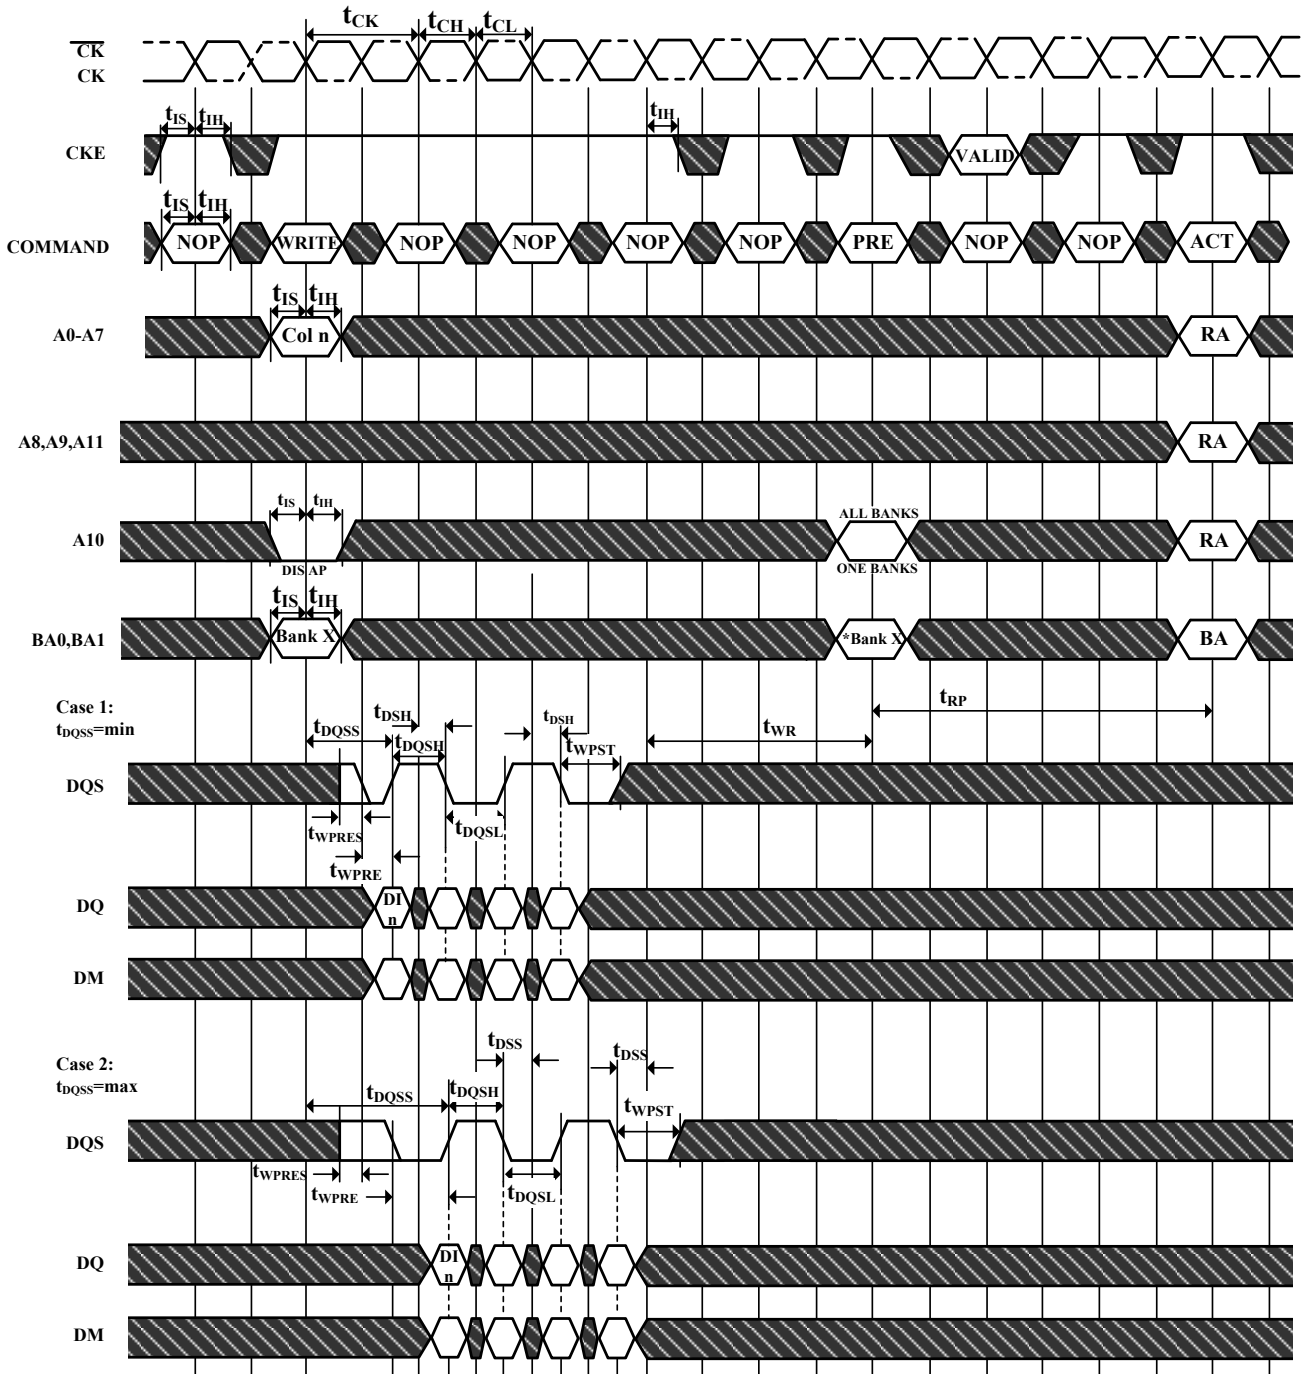 tCK tCH tCL
CK
CK
tIS tIH tIH
CKE VALID
tIS tIH
COMMAND NOP WRITE NOP NOP NOP NOP PRE NOP NOP ACT
tIS tIH
A0-A7 Col n RA
A8,A9,A11 RA
tIS tIH ALL BANKS
A10 RA
DIS AP ONE BANKS
tIS tIH
BA0,BA1 Bank X *Bank X BA
Case 1:
tDQSS=min
tDQSS tDSH tDSH tRP
tDQSH tWPST tWR
DQS
tWPRES tDQSL
tWPRE
DQ DI
n
DM
Case 2:
tDQSS=max
tDSS tDSS
tDQSS tDQSH tWPST
DQS
tWPRES tWPRE tDQSL
DQ DI
n
DM